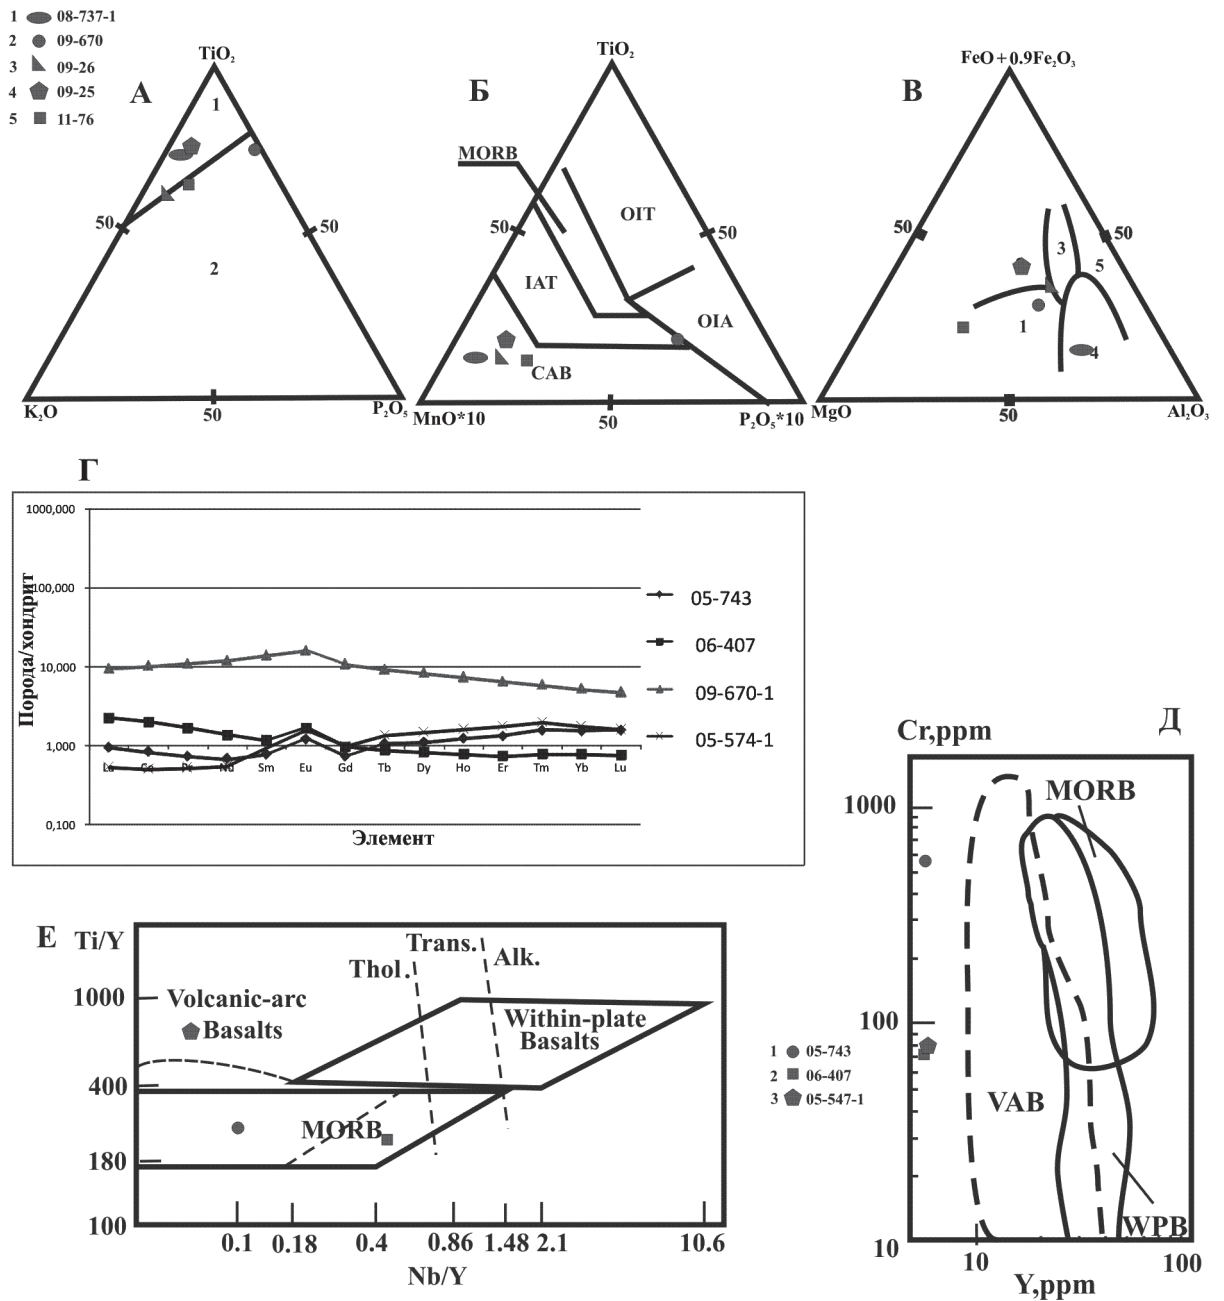 1 08-737-1
2 09-670
3 09-26
4 09-25
5 11-76
А
TiO2
1
50
50
2
K2O
50
P2O5
Б
TiO2
MORB
OIT
50
50
IAT
OIA
CAB
MnO*10
50
P2O5*10
В
FeO+0.9Fe2O3
50
50
3
5
1
4
MgO
50
Al2O3
Г
1000,000
100,000
10,000
1,000
0,100
Порода/хондрит
La Ce Pr Nd Sm Eu Gd Tb Dy Ho Er Tm Yb Lu
Элемент
05-743
06-407
09-670-1
05-574-1
Д
Cr,ppm
1000
100
10
MORB
VAB
WPB
1 05-743
2 06-407
3 05-547-1
10
100
Y,ppm
Е
Ti/Y
1000
400
180
100
Volcanic-arc
Basalts
Trans.
Thol.
Alk.
Within-plate
Basalts
MORB
0.1 0.18 0.4 0.86 1.48 2.1 10.6
Nb/Y